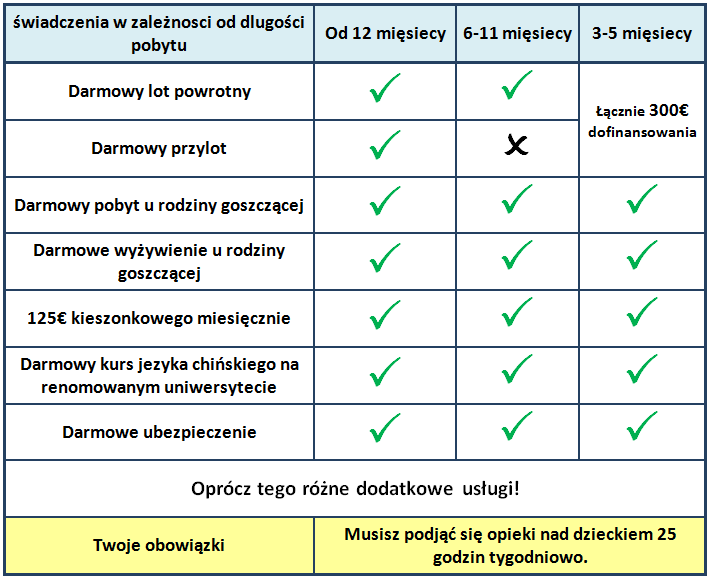 świadczenia w zależnosci od dlugości
pobytu
Od 12 mięsiecy
6-11 mięsiecy
3-5 mięsiecy
Darmowy lot powrotny
Łącznie 300€
dofinansowania
Darmowy przylot
Darmowy pobyt u rodziny goszczącej
Darmowe wyżywienie u rodziny
goszczącej
125€ kieszonkowego miesięcznie
Darmowy kurs jezyka chińskiego na
renomowanym uniwersytecie
Darmowe ubezpieczenie
Oprócz tego różne dodatkowe usługi!
Twoje obowiązki
Musisz podjąć się opieki nad dzieckiem 25
godzin tygodniowo.